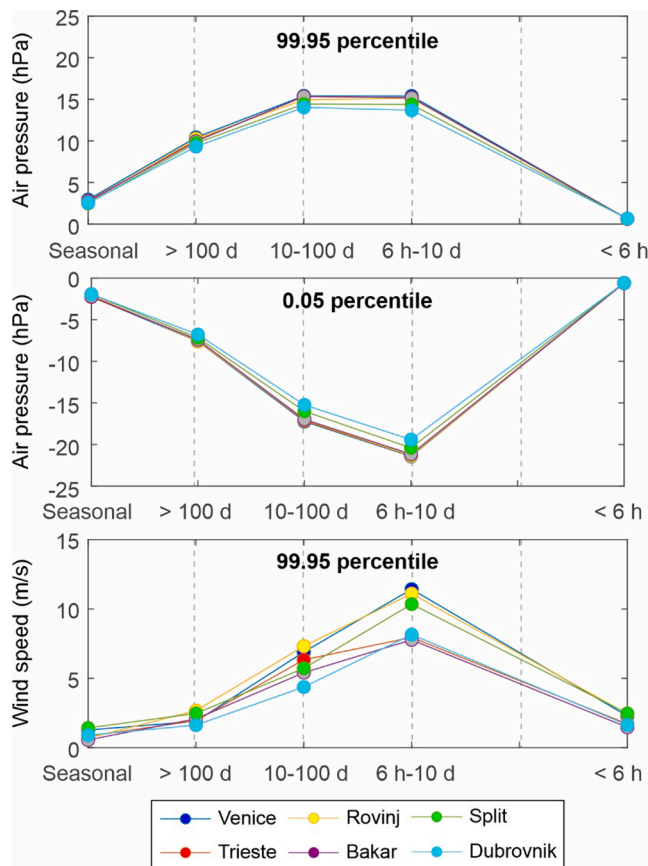 99.95 percentile
Air pressure (hPa)
25
20
15
10
5
0
Seasonal > 100 d 10-100 d 6 h-10 d < 6 h
0.05 percentile
Air pressure (hPa)
0
-5
-10
-15
-20
-25
Seasonal > 100 d 10-100 d 6 h-10 d < 6 h
99.95 percentile
Wind speed (m/s)
15
10
5
0
Seasonal > 100 d 10-100 d 6 h-10 d < 6 h
Venice Rovinj Split
Trieste Bakar Dubrovnik